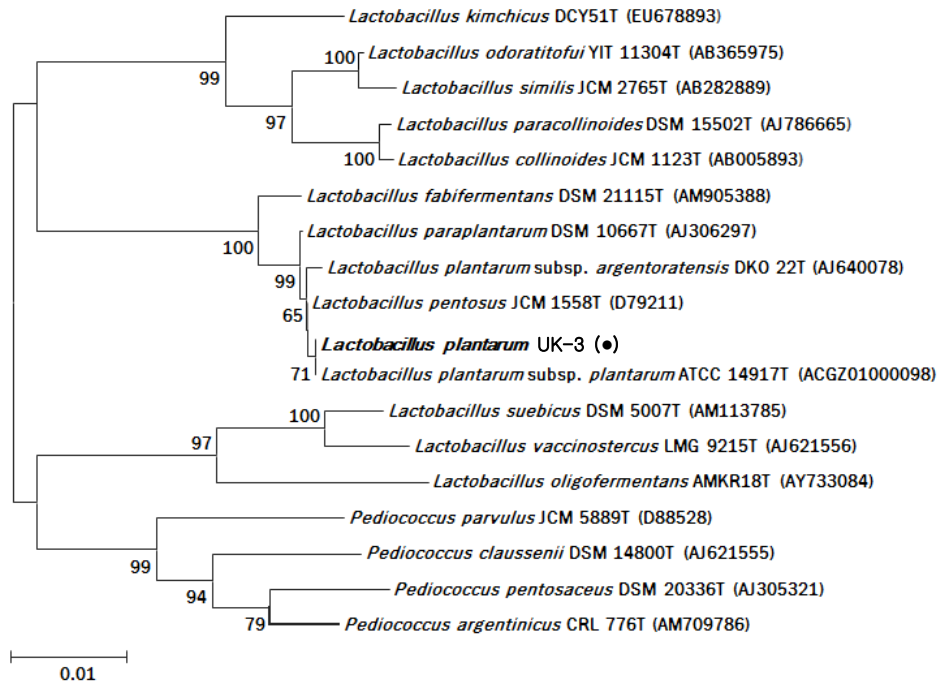 Lactobacillus kimchicus DCY51T (EU678893)
100 Lactobacillus odoratitofui YIT 11304T (AB365975)
99
Lactobacillus similis JCM 2765T (AB282889)
97
Lactobacillus paracollinoides DSM 15502T (AJ786665)
100 Lactobacillus collinoides JCM 1123T (AB005893)
Lactobacillus fabifermentans DSM 21115T (AM905388)
Lactobacillus paraplantarum DSM 10667T (AJ306297)
100
Lactobacillus plantarum subsp. argentoratensis DKO 22T (AJ640078)
99
Lactobacillus pentosus JCM 1558T (D79211)
65
Lactobacillus plantarum UK-3 (●)
71 Lactobacillus plantarum subsp. plantarum ATCC 14917T (ACGZ01000098)
Lactobacillus suebicus DSM 5007T (AM113785)
100
97
Lactobacillus vaccinostercus LMG 9215T (AJ621556)
Lactobacillus oligofermentans AMKR18T (AY733084)
Pediococcus parvulus JCM 5889T (D88528)
Pediococcus claussenii DSM 14800T (AJ621555)
99
Pediococcus pentosaceus DSM 20336T (AJ305321)
94
79 Pediococcus argentinicus CRL 776T (AM709786)
0.01